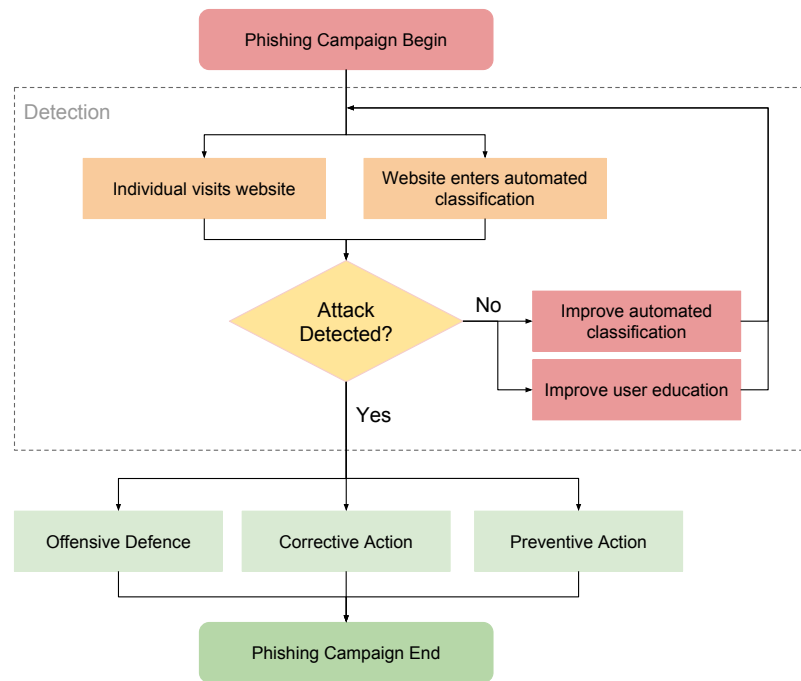 Phishing Campaign Begin
Detection
Individual visits website
Website enters automated
classification
Attack
Detected?
No
Improve automated
classification
Improve user education
Yes
Offensive Defence
Corrective Action
Preventive Action
Phishing Campaign End